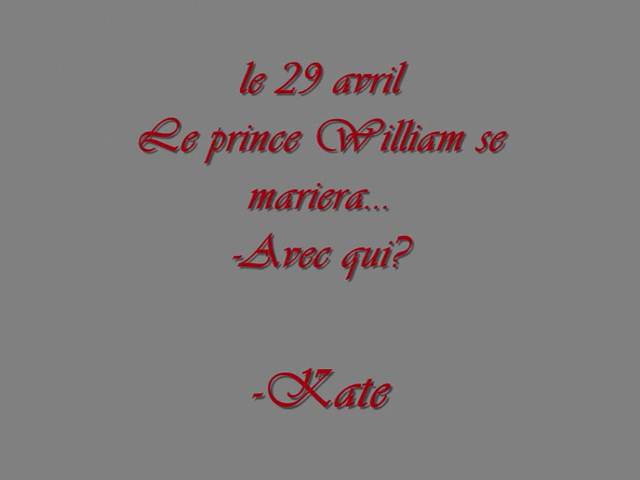 le 29 avril
Le prince William se
mariera...
-Avec qui?
-Kate